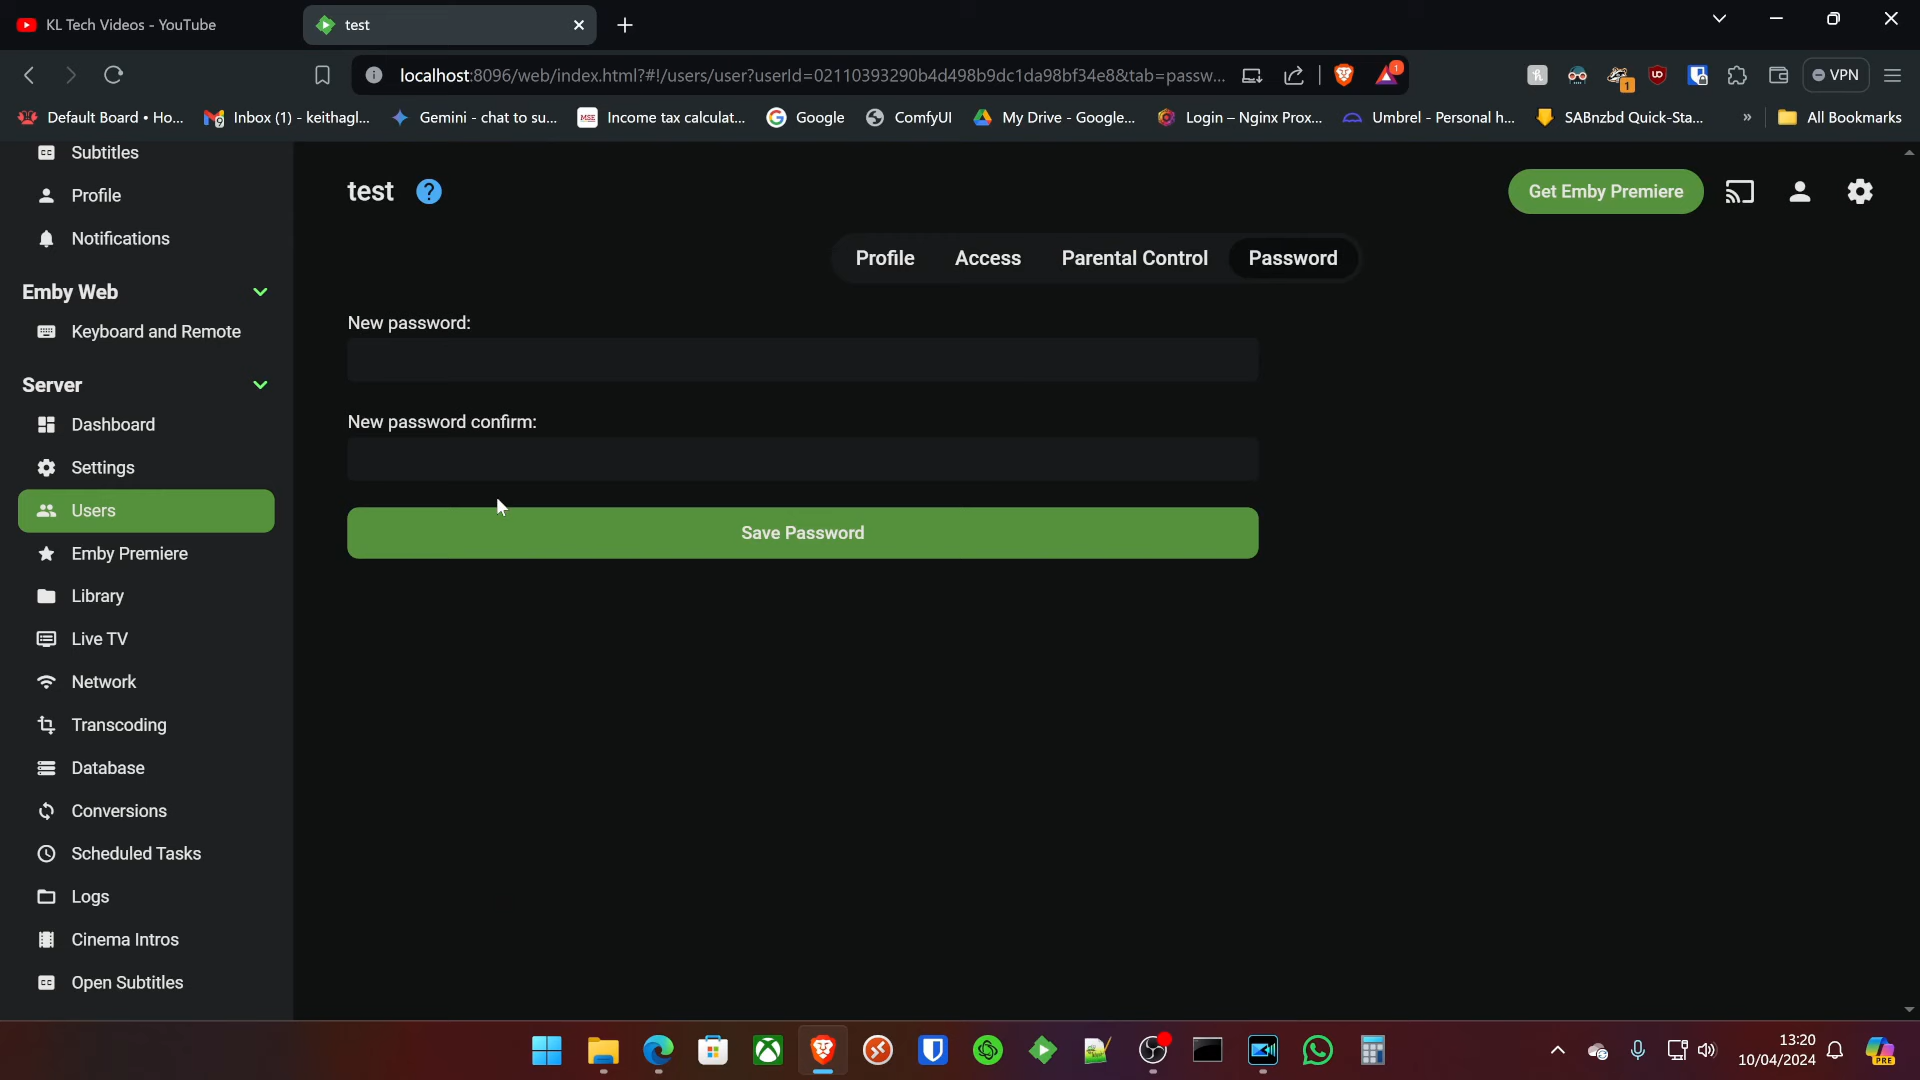 KL Tech Videos - YouTube
test
localhost:8096/web/index.html?#!/users/user?userId=02110393290b4d498b9dc1da98bf34e8&tab=passw...
1
1
VPN
Default Board • Ho...
Inbox (1) - keithagl...
Gemini - chat to su...
Income tax calculat...
Google
ComfyUI
My Drive - Google...
Login – Nginx Prox...
Umbrel - Personal h...
SABnzbd Quick-Sta...
»
All Bookmarks
Subtitles
Profile
Notifications
Emby Web
Keyboard and Remote
Server
Dashboard
Settings
Users
Emby Premiere
Library
Live TV
Network
Transcoding
Database
Conversions
Scheduled Tasks
Logs
Cinema Intros
Open Subtitles
test
Get Emby Premiere
Profile
Access
Parental Control
Password
New password:
New password confirm:
Save Password
13:20
10/04/2024
PRE